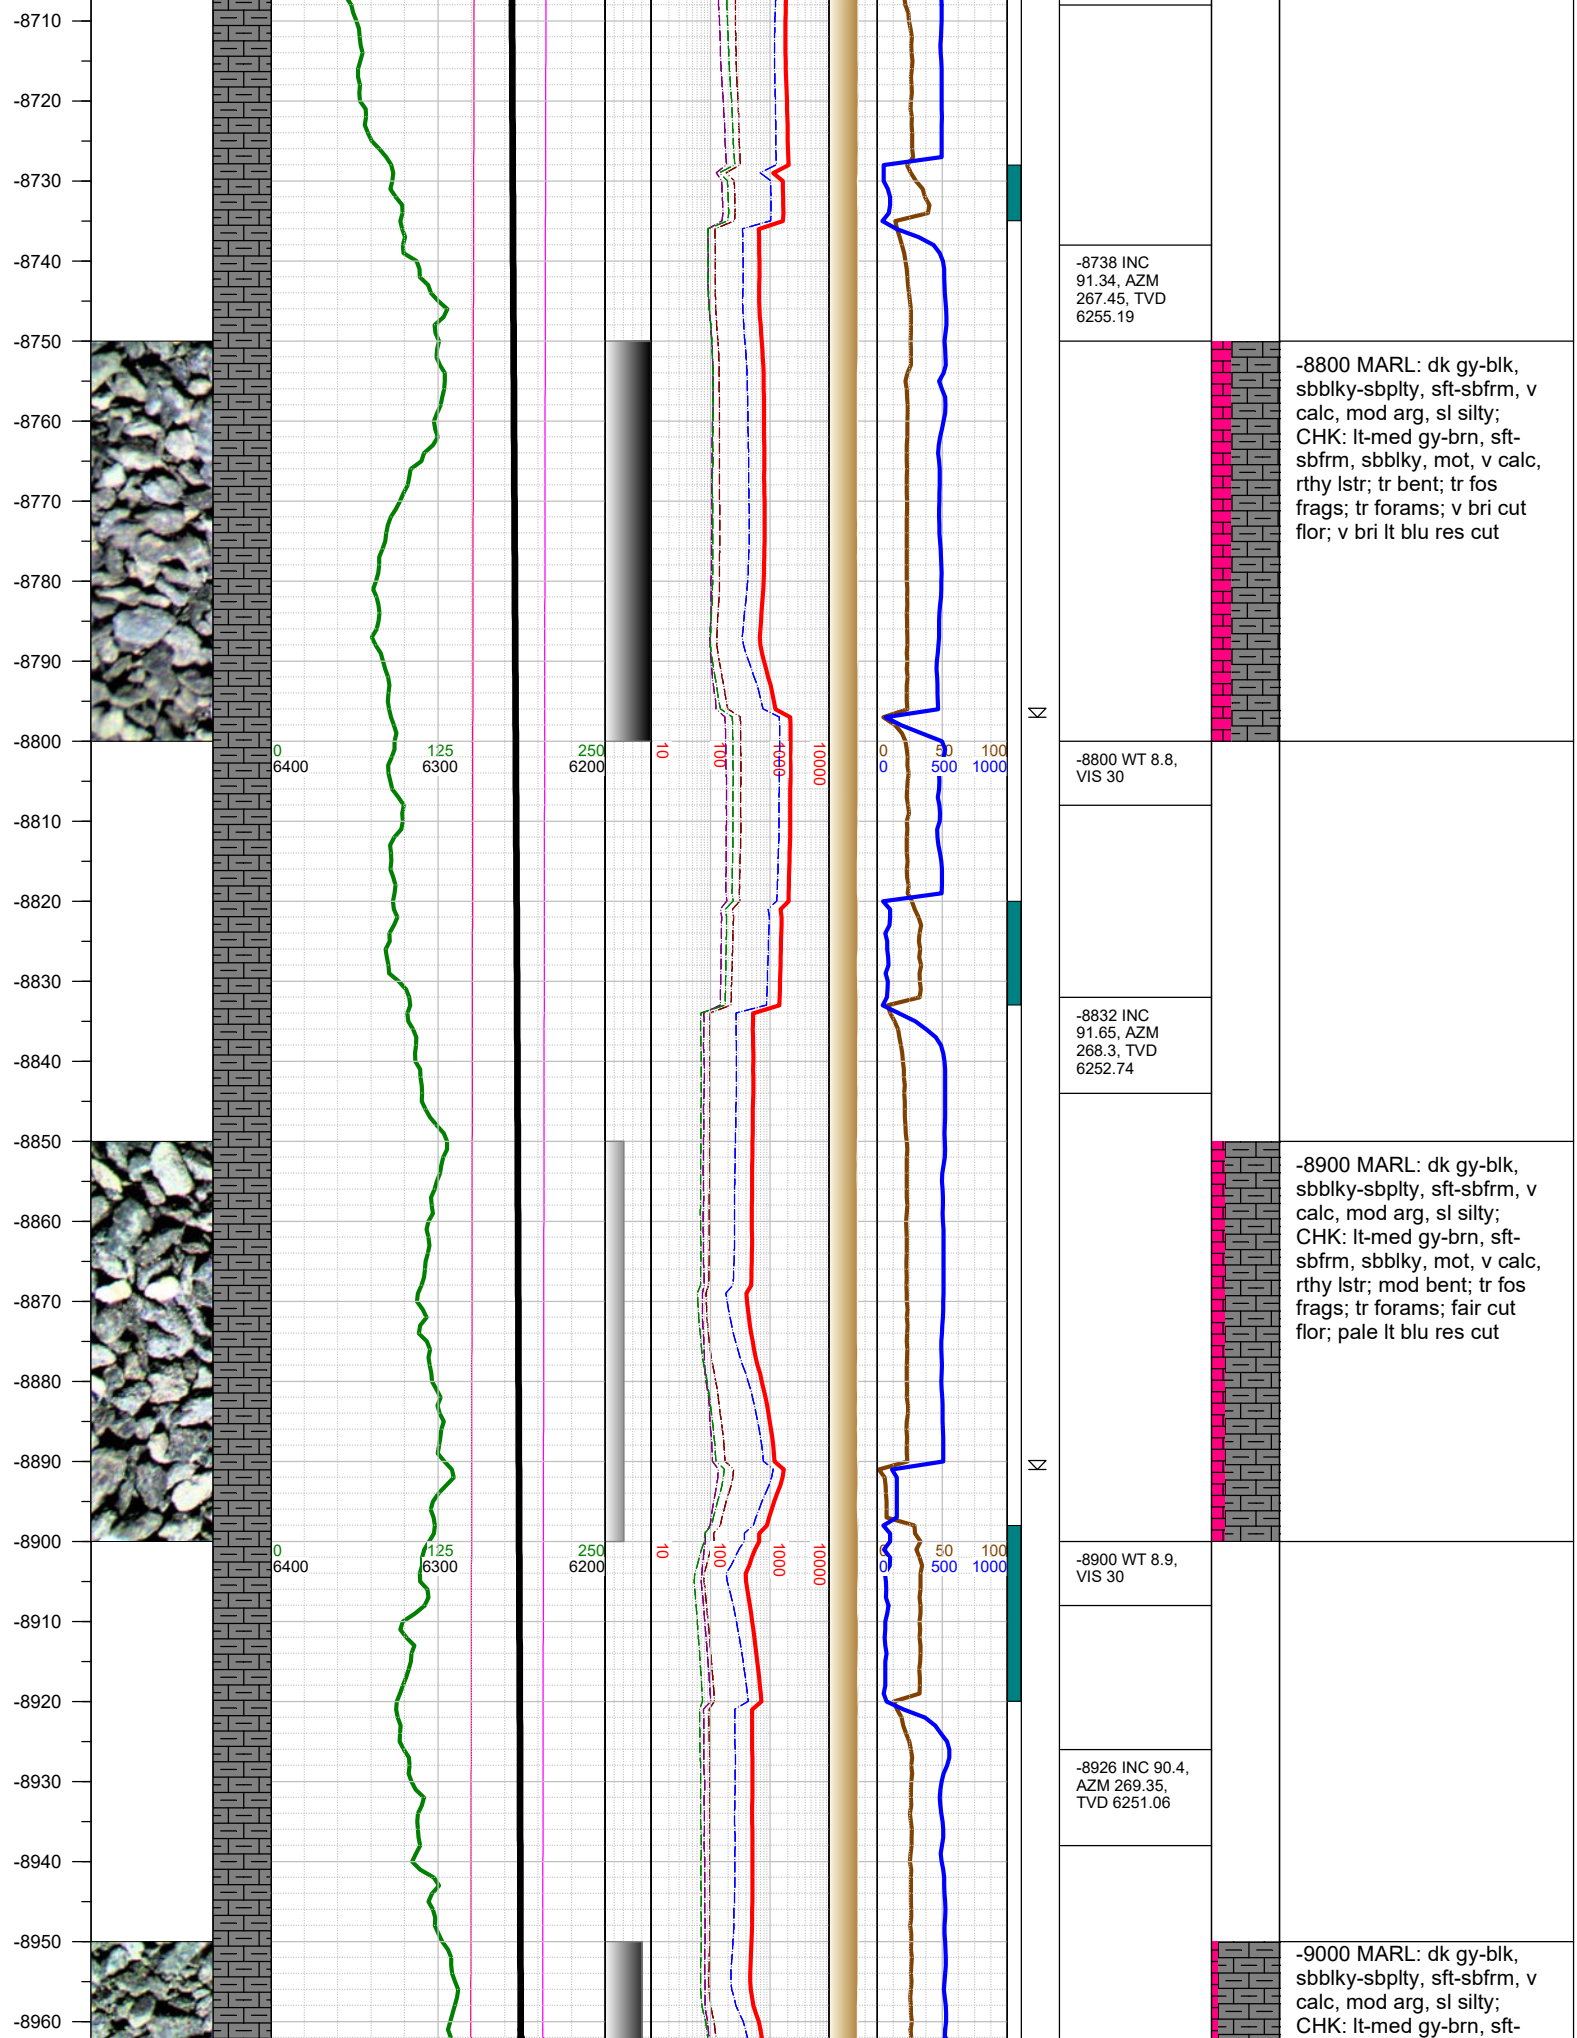 -8710
-8720
-8730
-8740
-8738 INC
91.34, AZM
267.45, TVD
6255.19
-8750
-8800 MARL: dk gy-blk,
sbblky-sbplty, sft-sbfrm, v
calc, mod arg, sl silty;
CHK: lt-med gy-brn, sft-
sbfrm, sbblky, mot, v calc,
rthy lstr; tr bent; tr fos
frags; tr forams; v bri cut
flor; v bri lt blu res cut
-8760
-8770
-8780
-8790
-8800
0 125 250 10 100 1000 10000 0 50 100
6400 6300 6200 0 500 1000
-8800 WT 8.8,
VIS 30
-8810
-8820
-8830
-8832 INC
91.65, AZM
268.3, TVD
6252.74
-8840
-8850
-8900 MARL: dk gy-blk,
sbblky-sbplty, sft-sbfrm, v
calc, mod arg, sl silty;
CHK: lt-med gy-brn, sft-
sbfrm, sbblky, mot, v calc,
rthy lstr; mod bent; tr fos
frags; tr forams; fair cut
flor; pale lt blu res cut
-8860
-8870
-8880
-8890
-8900
0 125 250 10 100 1000 10000 0 50 100
6400 6300 6200 0 500 1000
-8900 WT 8.9,
VIS 30
-8910
-8920
-8926 INC 90.4,
AZM 269.35,
TVD 6251.06
-8930
-8940
-8950
-9000 MARL: dk gy-blk,
sbblky-sbplty, sft-sbfrm, v
calc, mod arg, sl silty;
CHK: lt-med gy-brn, sft-
-8960